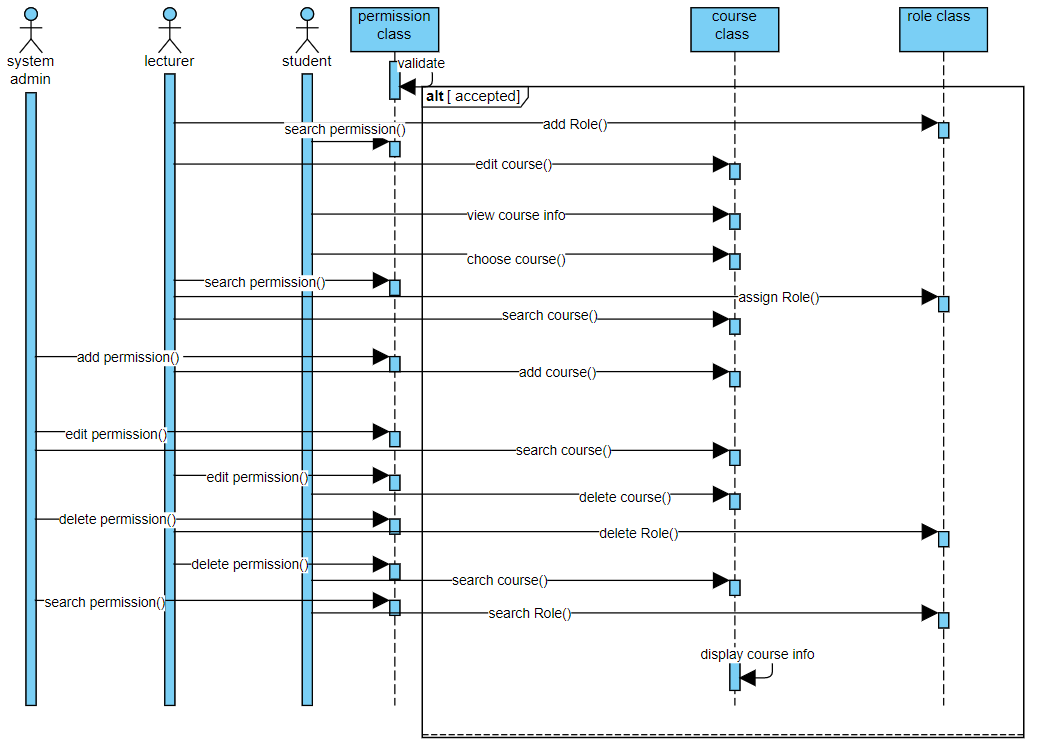 system
admin
lecturer
student
permission
class
course
class
role class
validate
alt [ accepted]
add Role()
search permission()
edit course()
view course info
choose course()
search permission()
assign Role()
search course()
add permission()
add course()
edit permission()
search course()
edit permission()
delete course()
delete permission()
delete Role()
delete permission()
search course()
search permission()
search Role()
display course info